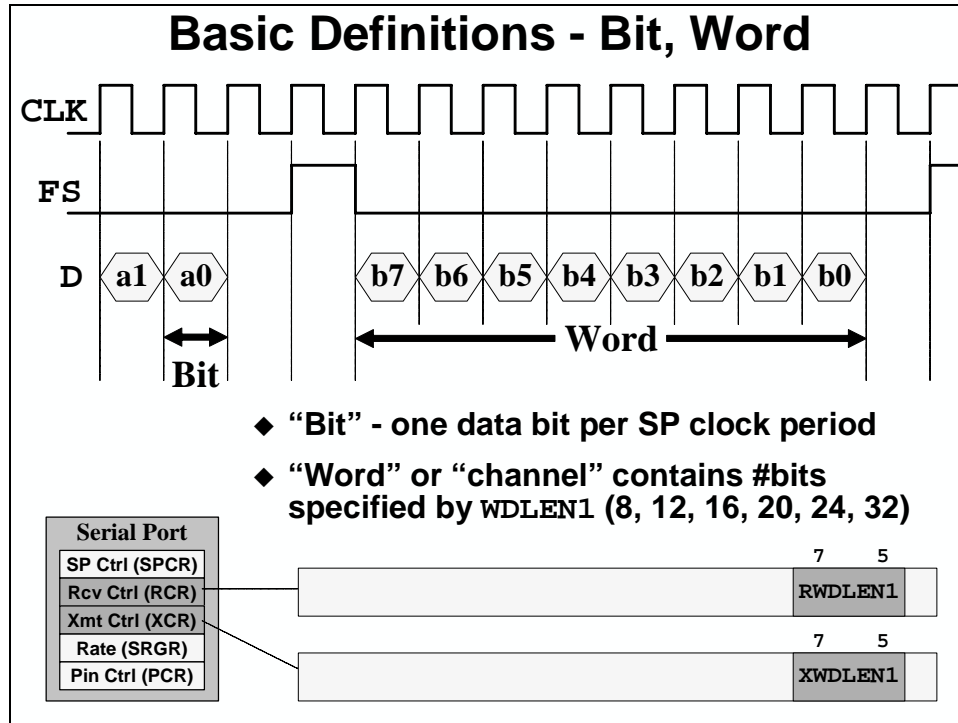 Basic Definitions - Bit, Word
CLK
FS
D a1 a0 b7 b6 b5 b4 b3 b2 b1 b0
Word
Bit
◆ “Bit” - one data bit per SP clock period
◆ “Word” or “channel” contains #bits
specified by WDLEN1 (8, 12, 16, 20, 24, 32)
Serial Port
SP Ctrl (SPCR)
Rcv Ctrl (RCR)
Xmt Ctrl (XCR)
Rate (SRGR)
Pin Ctrl (PCR)
7 5
RWDLEN1
7 5
XWDLEN1